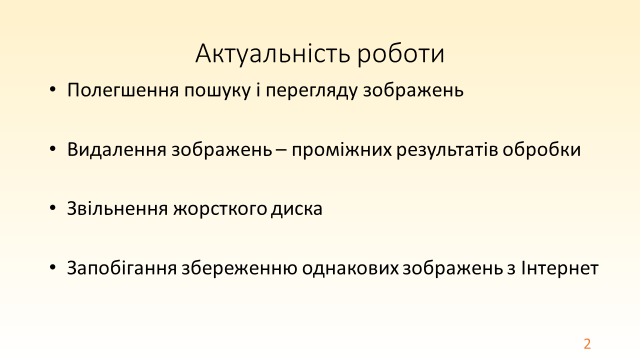 Актуальність роботи
• Полегшення пошуку і перегляду зображень
• Видалення зображень – проміжних результатів обробки
• Звільнення жорсткого диска
• Запобігання збереженню однакових зображень з Інтернет
2